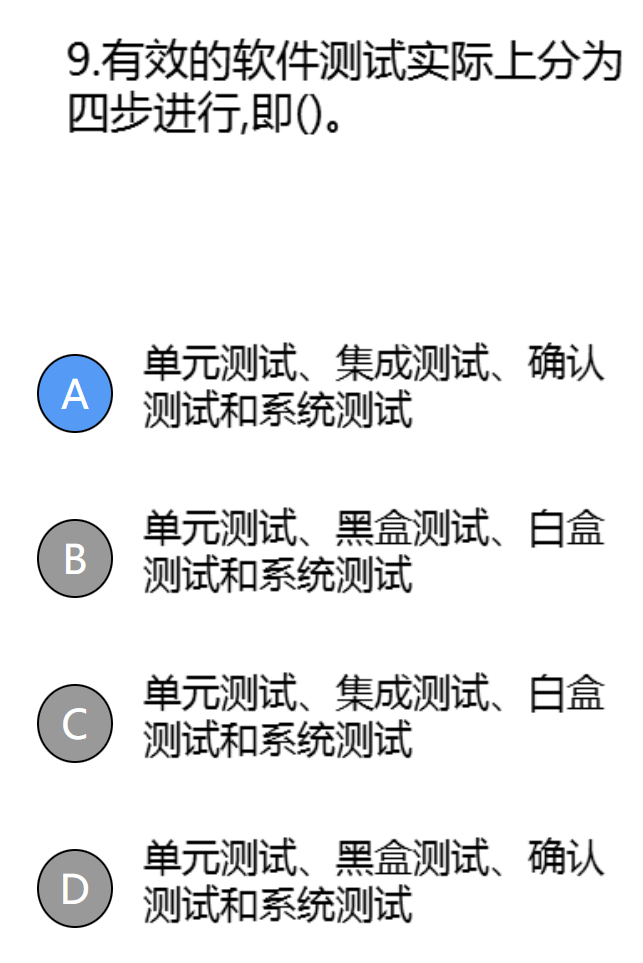 9.有效的软件测试实际上分为
四步进行,即()。
A
单元测试、集成测试、确认
测试和系统测试
B
单元测试、黑盒测试、白盒
测试和系统测试
C
单元测试、集成测试、白盒
测试和系统测试
D
单元测试、黑盒测试、确认
测试和系统测试